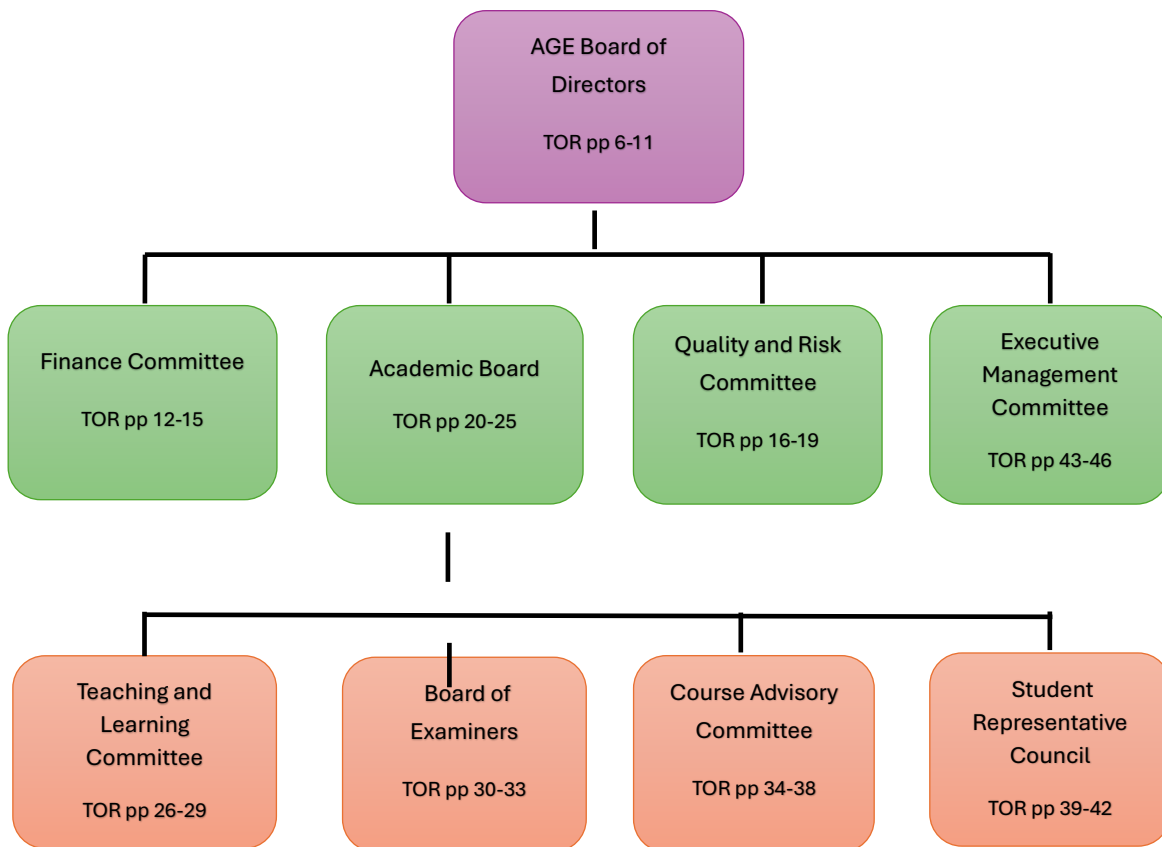 AGE Board of
Directors
TOR pp 6-11
Finance Committee
TOR pp 12-15
Academic Board
TOR pp 20-25
Quality and Risk
Committee
TOR pp 16-19
Executive
Management
Committee
TOR pp 43-46
Teaching and
Learning
Committee
TOR pp 26-29
Board of
Examiners
TOR pp 30-33
Course Advisory
Committee
TOR pp 34-38
Student
Representative
Council
TOR pp 39-42